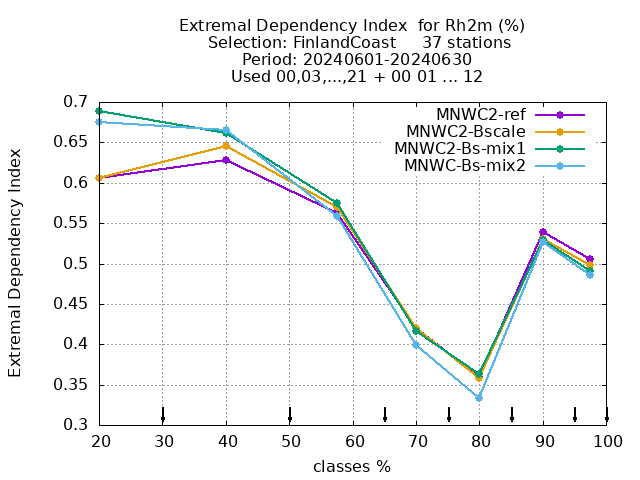 Extremal Dependency Index  for Rh2m (%)
Selection: FinlandCoast     37 stations
Period: 20240601-20240630
Used 00,03,...,21 + 00 01 ... 12
MNWC2-ref
MNWC2-Bscale
MNWC2-Bs-mix1
MNWC-Bs-mix2
Extremal Dependency Index
0.7
0.65
0.6
0.55
0.5
0.45
0.4
0.35
0.3
20 30 40 50 60 70 80 90 100
classes %